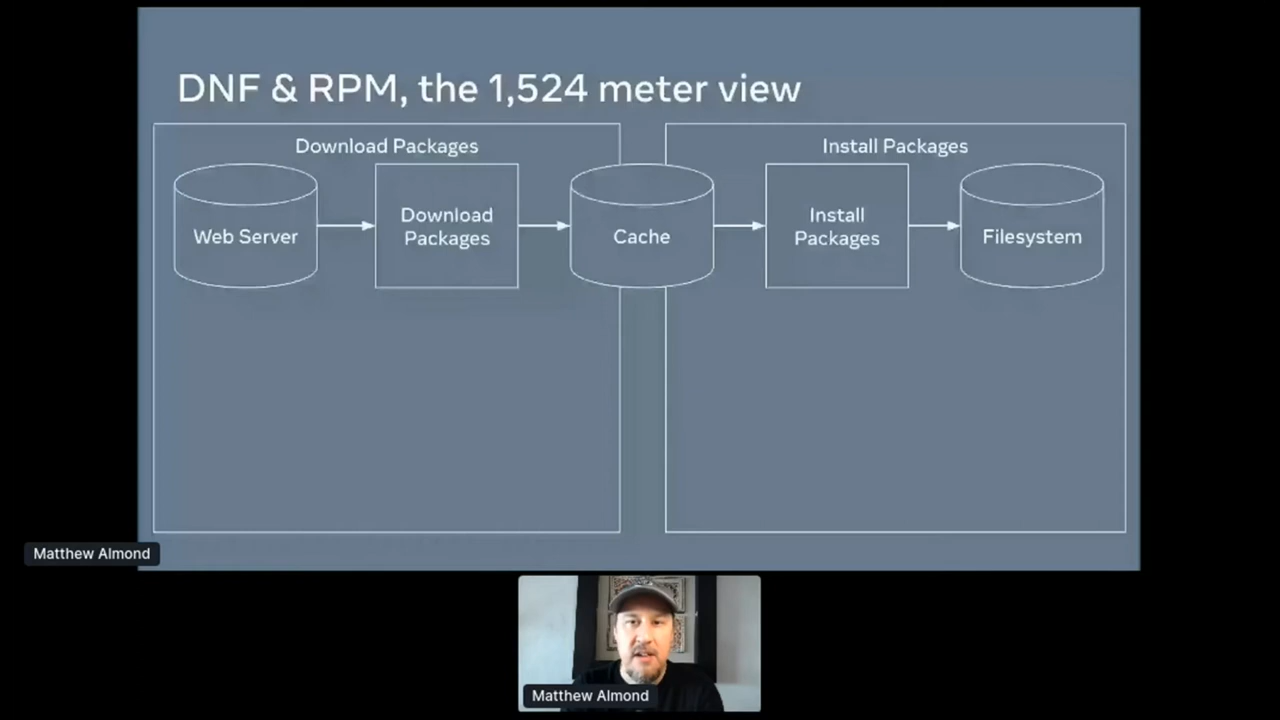 DNF & RPM, the 1,524 meter view
Download Packages
Web Server
Download
Packages
Cache
Install Packages
Install
Packages
Filesystem
Matthew Almond
Matthew Almond